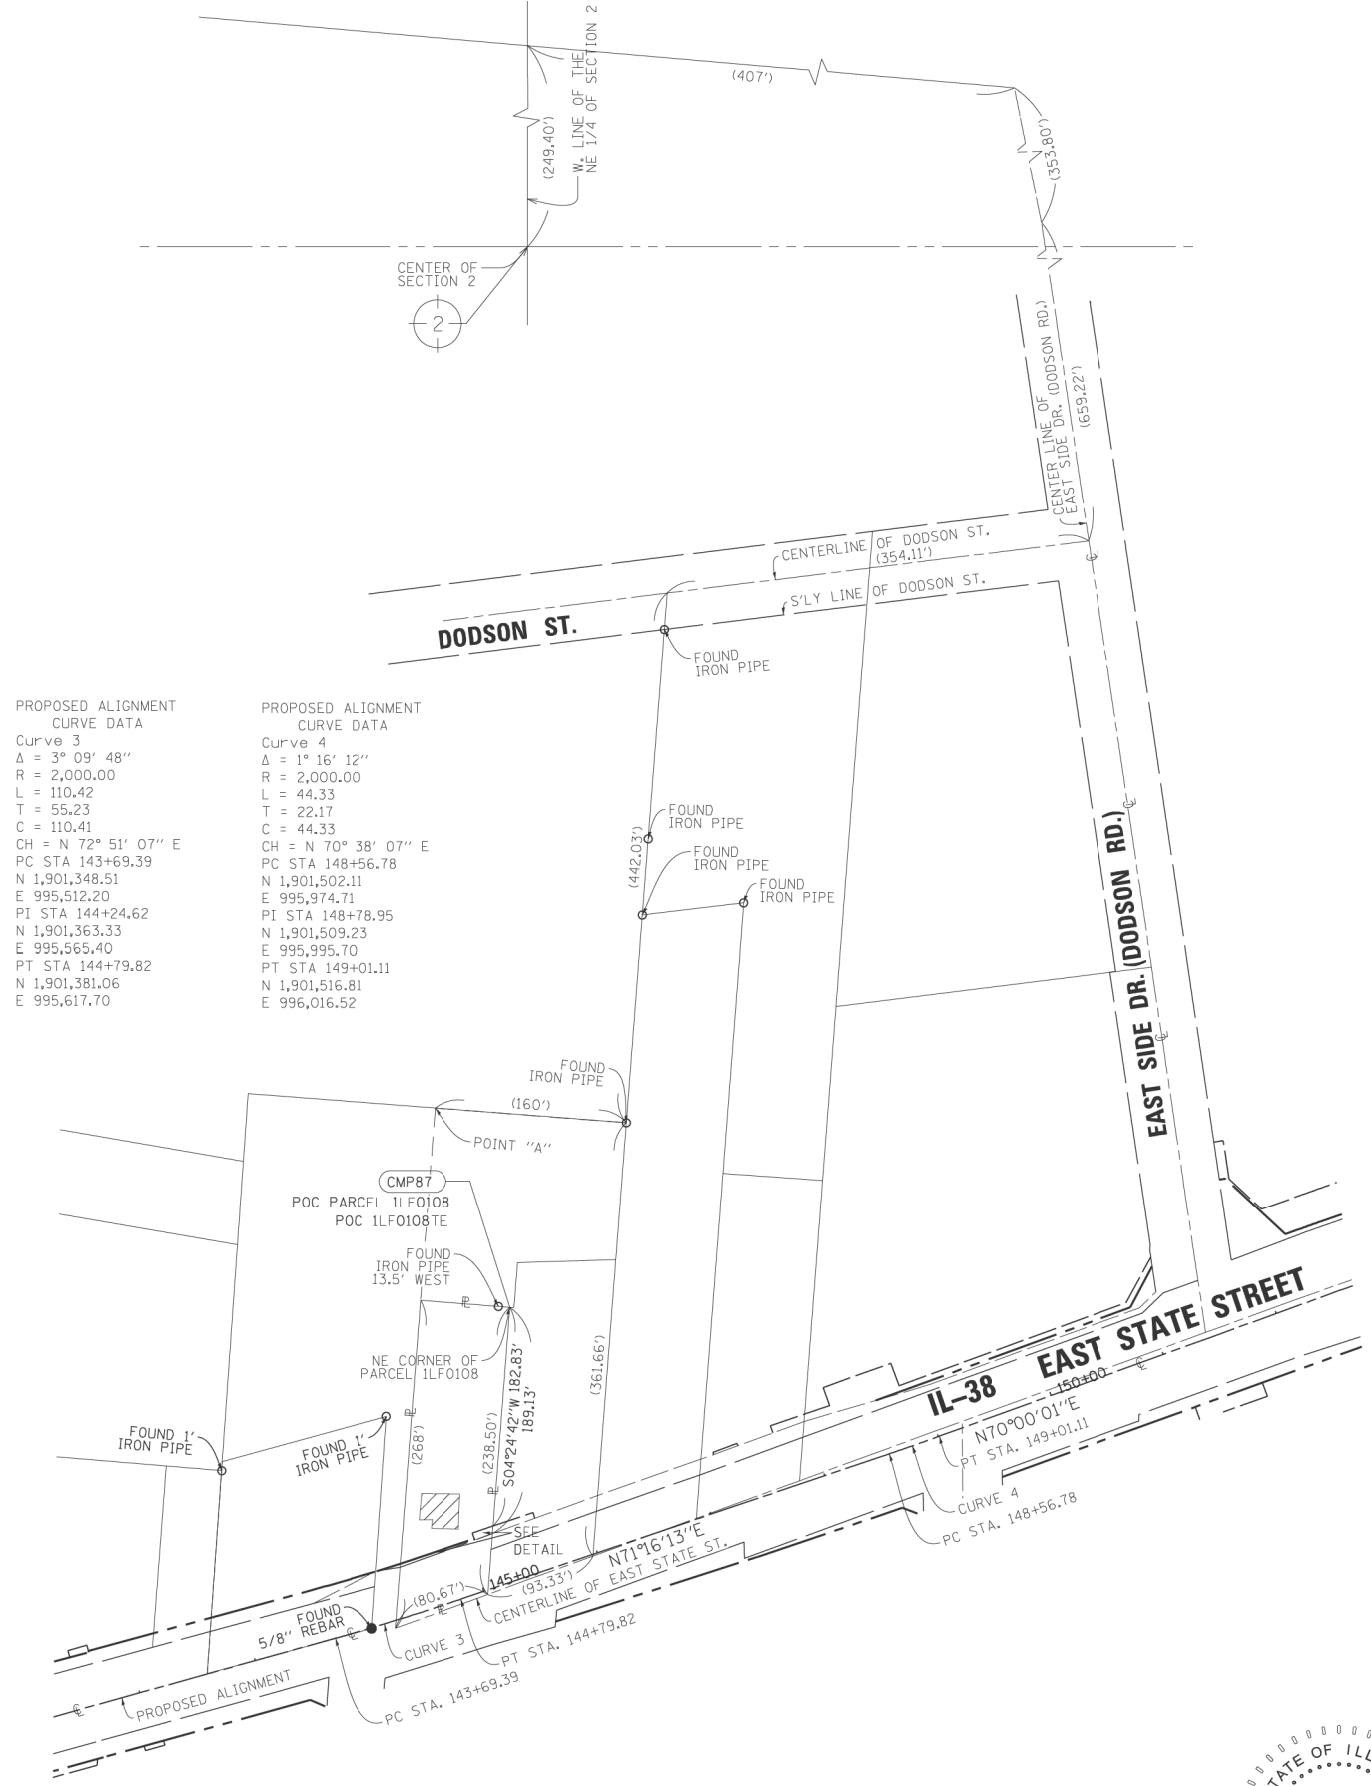 W. LINE OF THE
NE 1/4 OF SECTION 2
(407')
(249.40')
(353.80')
CENTER OF
SECTION 2
2
CENTER LINE OF
EAST SIDE DR. (DODSON RD.)
(659.22')
CENTERLINE OF DODSON ST.
(354.11')
S'LY LINE OF DODSON ST.
DODSON ST.
FOUND
IRON PIPE
PROPOSED ALIGNMENT
CURVE DATA
Curve 3
Δ = 3° 09' 48''
R = 2,000.00
L = 110.42
T = 55.23
C = 110.41
CH = N 72° 51' 07'' E
PC STA 143+69.39
N 1,901,348.51
E 995,512.20
PI STA 144+24.62
N 1,901,363.33
E 995,565.40
PT STA 144+79.82
N 1,901,381.06
E 995,617.70
PROPOSED ALIGNMENT
CURVE DATA
Curve 4
Δ = 1° 16' 12''
R = 2,000.00
L = 44.33
T = 22.17
C = 44.33
CH = N 70° 38' 07'' E
PC STA 148+56.78
N 1,901,502.11
E 995,974.71
PI STA 148+78.95
N 1,901,509.23
E 995,995.70
PT STA 149+01.11
N 1,901,516.81
E 996,016.52
FOUND
IRON PIPE
(442.03')
FOUND
IRON PIPE
FOUND
IRON PIPE
EAST SIDE DR. (DODSON RD.)
FOUND
IRON PIPE
(160')
POINT "A"
CMP87
POC PARCEL 1LF0108
POC 1LF0108TE
FOUND
IRON PIPE
13.5' WEST
NE CORNER OF
PARCEL 1LF0108
S04°24'42"W 182.83'
189.13'
(238.50')
(268')
(361.66')
FOUND 1'
IRON PIPE
FOUND 1'
IRON PIPE
SEE
DETAIL
IL-38 EAST STATE STREET
150+00
N70°00'01"E
PT STA. 149+01.11
CURVE 4
PC STA. 148+56.78
N71°16'13"E
145+00
(93.33')
(80.67')
CENTERLINE OF EAST STATE ST.
FOUND
5/8" REBAR
CURVE 3
PT STA. 144+79.82
PC STA. 143+69.39
PROPOSED ALIGNMENT
OF